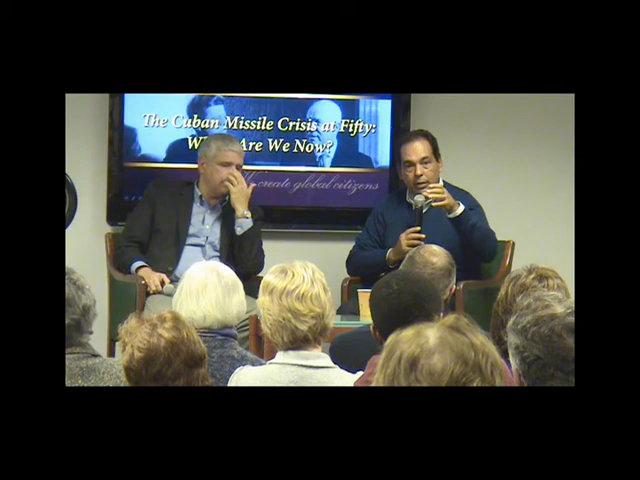 The Cuban Missile Crisis at Fifty:
Are We Now?
create global citizens